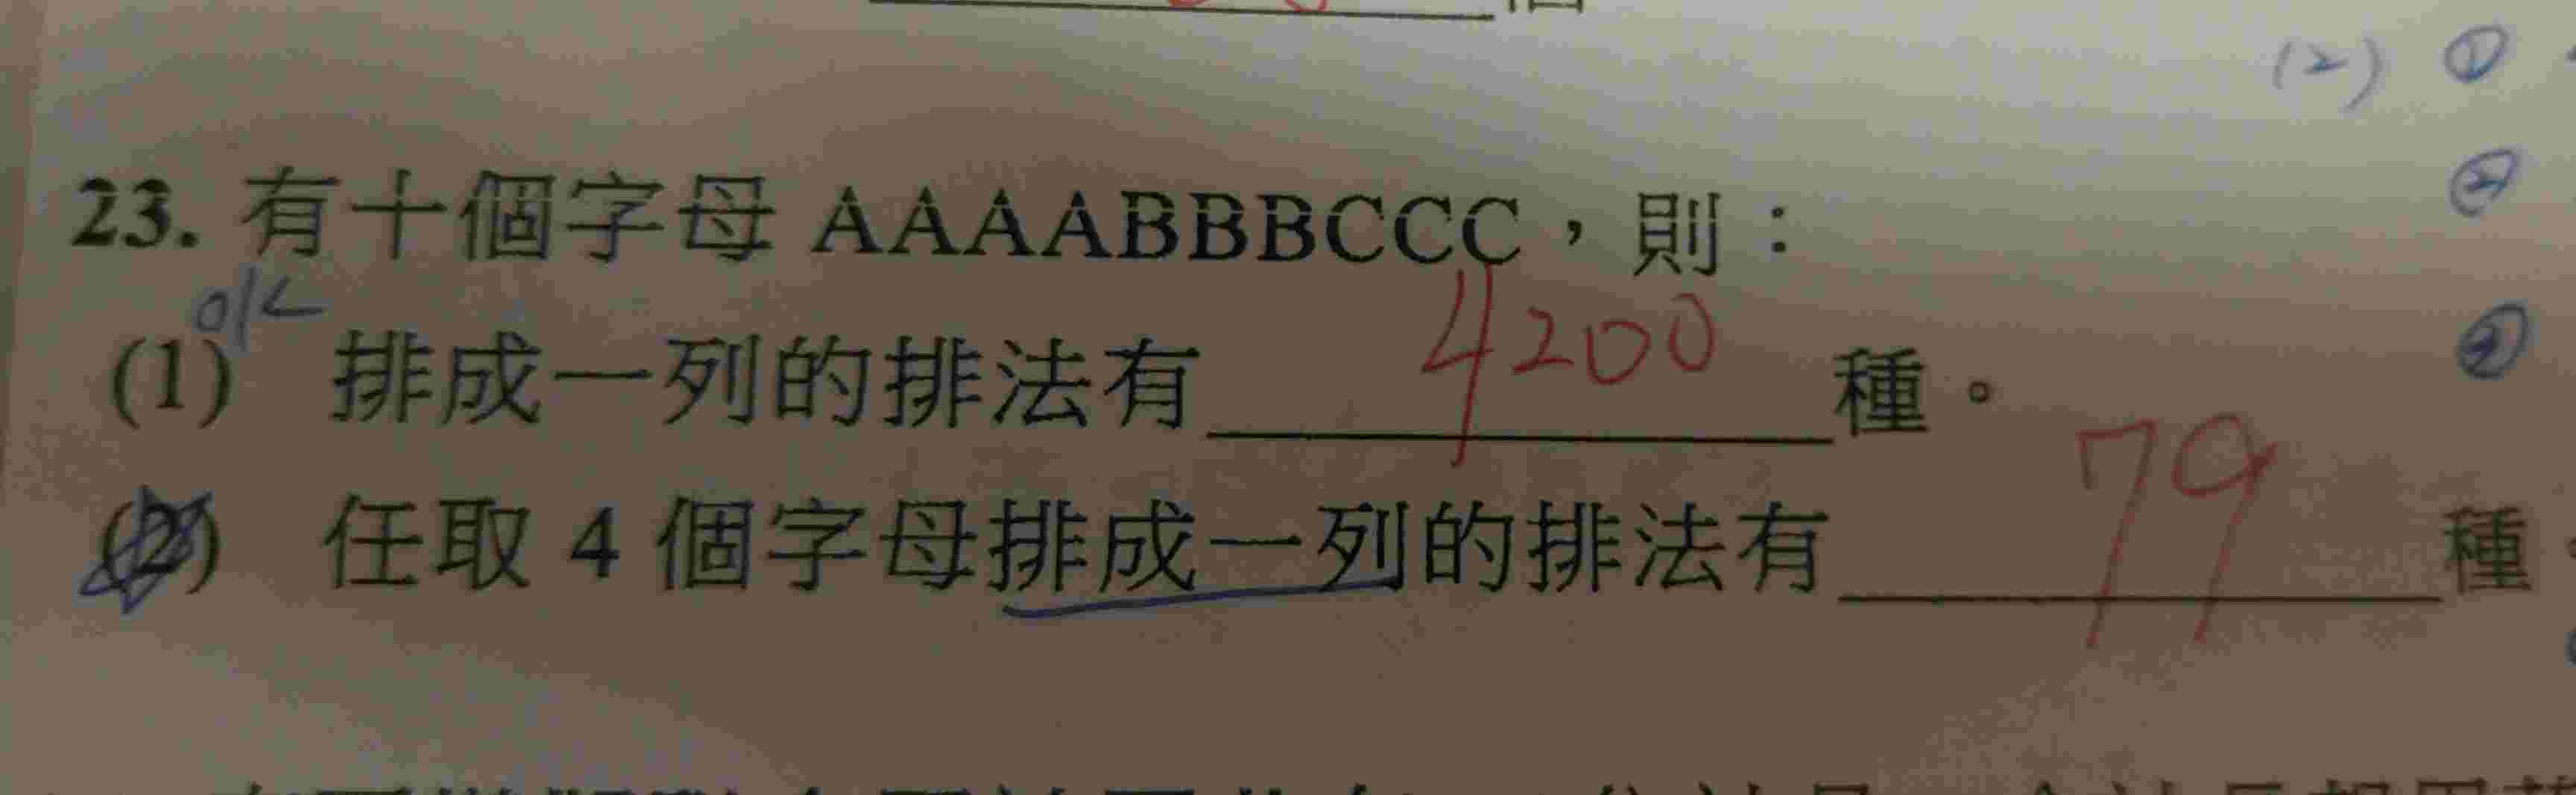 (2) ①
②
23. 有十個字母 AAAABBBCCC，則：
ok
③
(1) 排成一列的排法有 4200 種。
(2) 任取 4 個字母排成一列的排法有 79 種